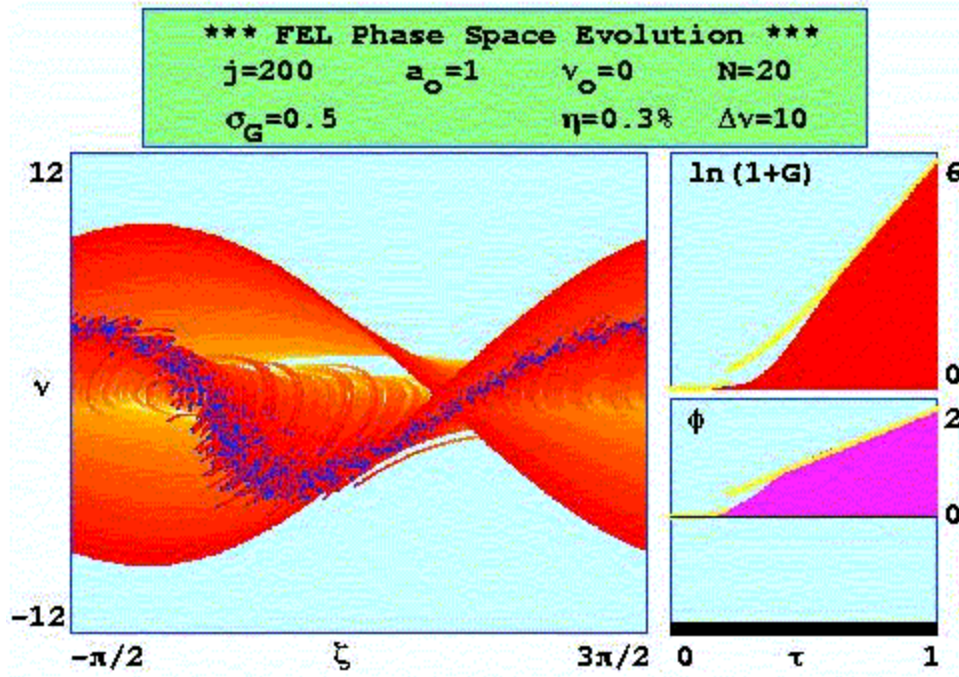 *** FEL Phase Space Evolution ***
j=200 a₀=1 ν₀=0 N=20
σ_G=0.5 η=0.3% Δν=10
12
ν
-12
-π/2 ζ 3π/2
ln(1+G)
6
0
ϕ
2
0
0 τ 1